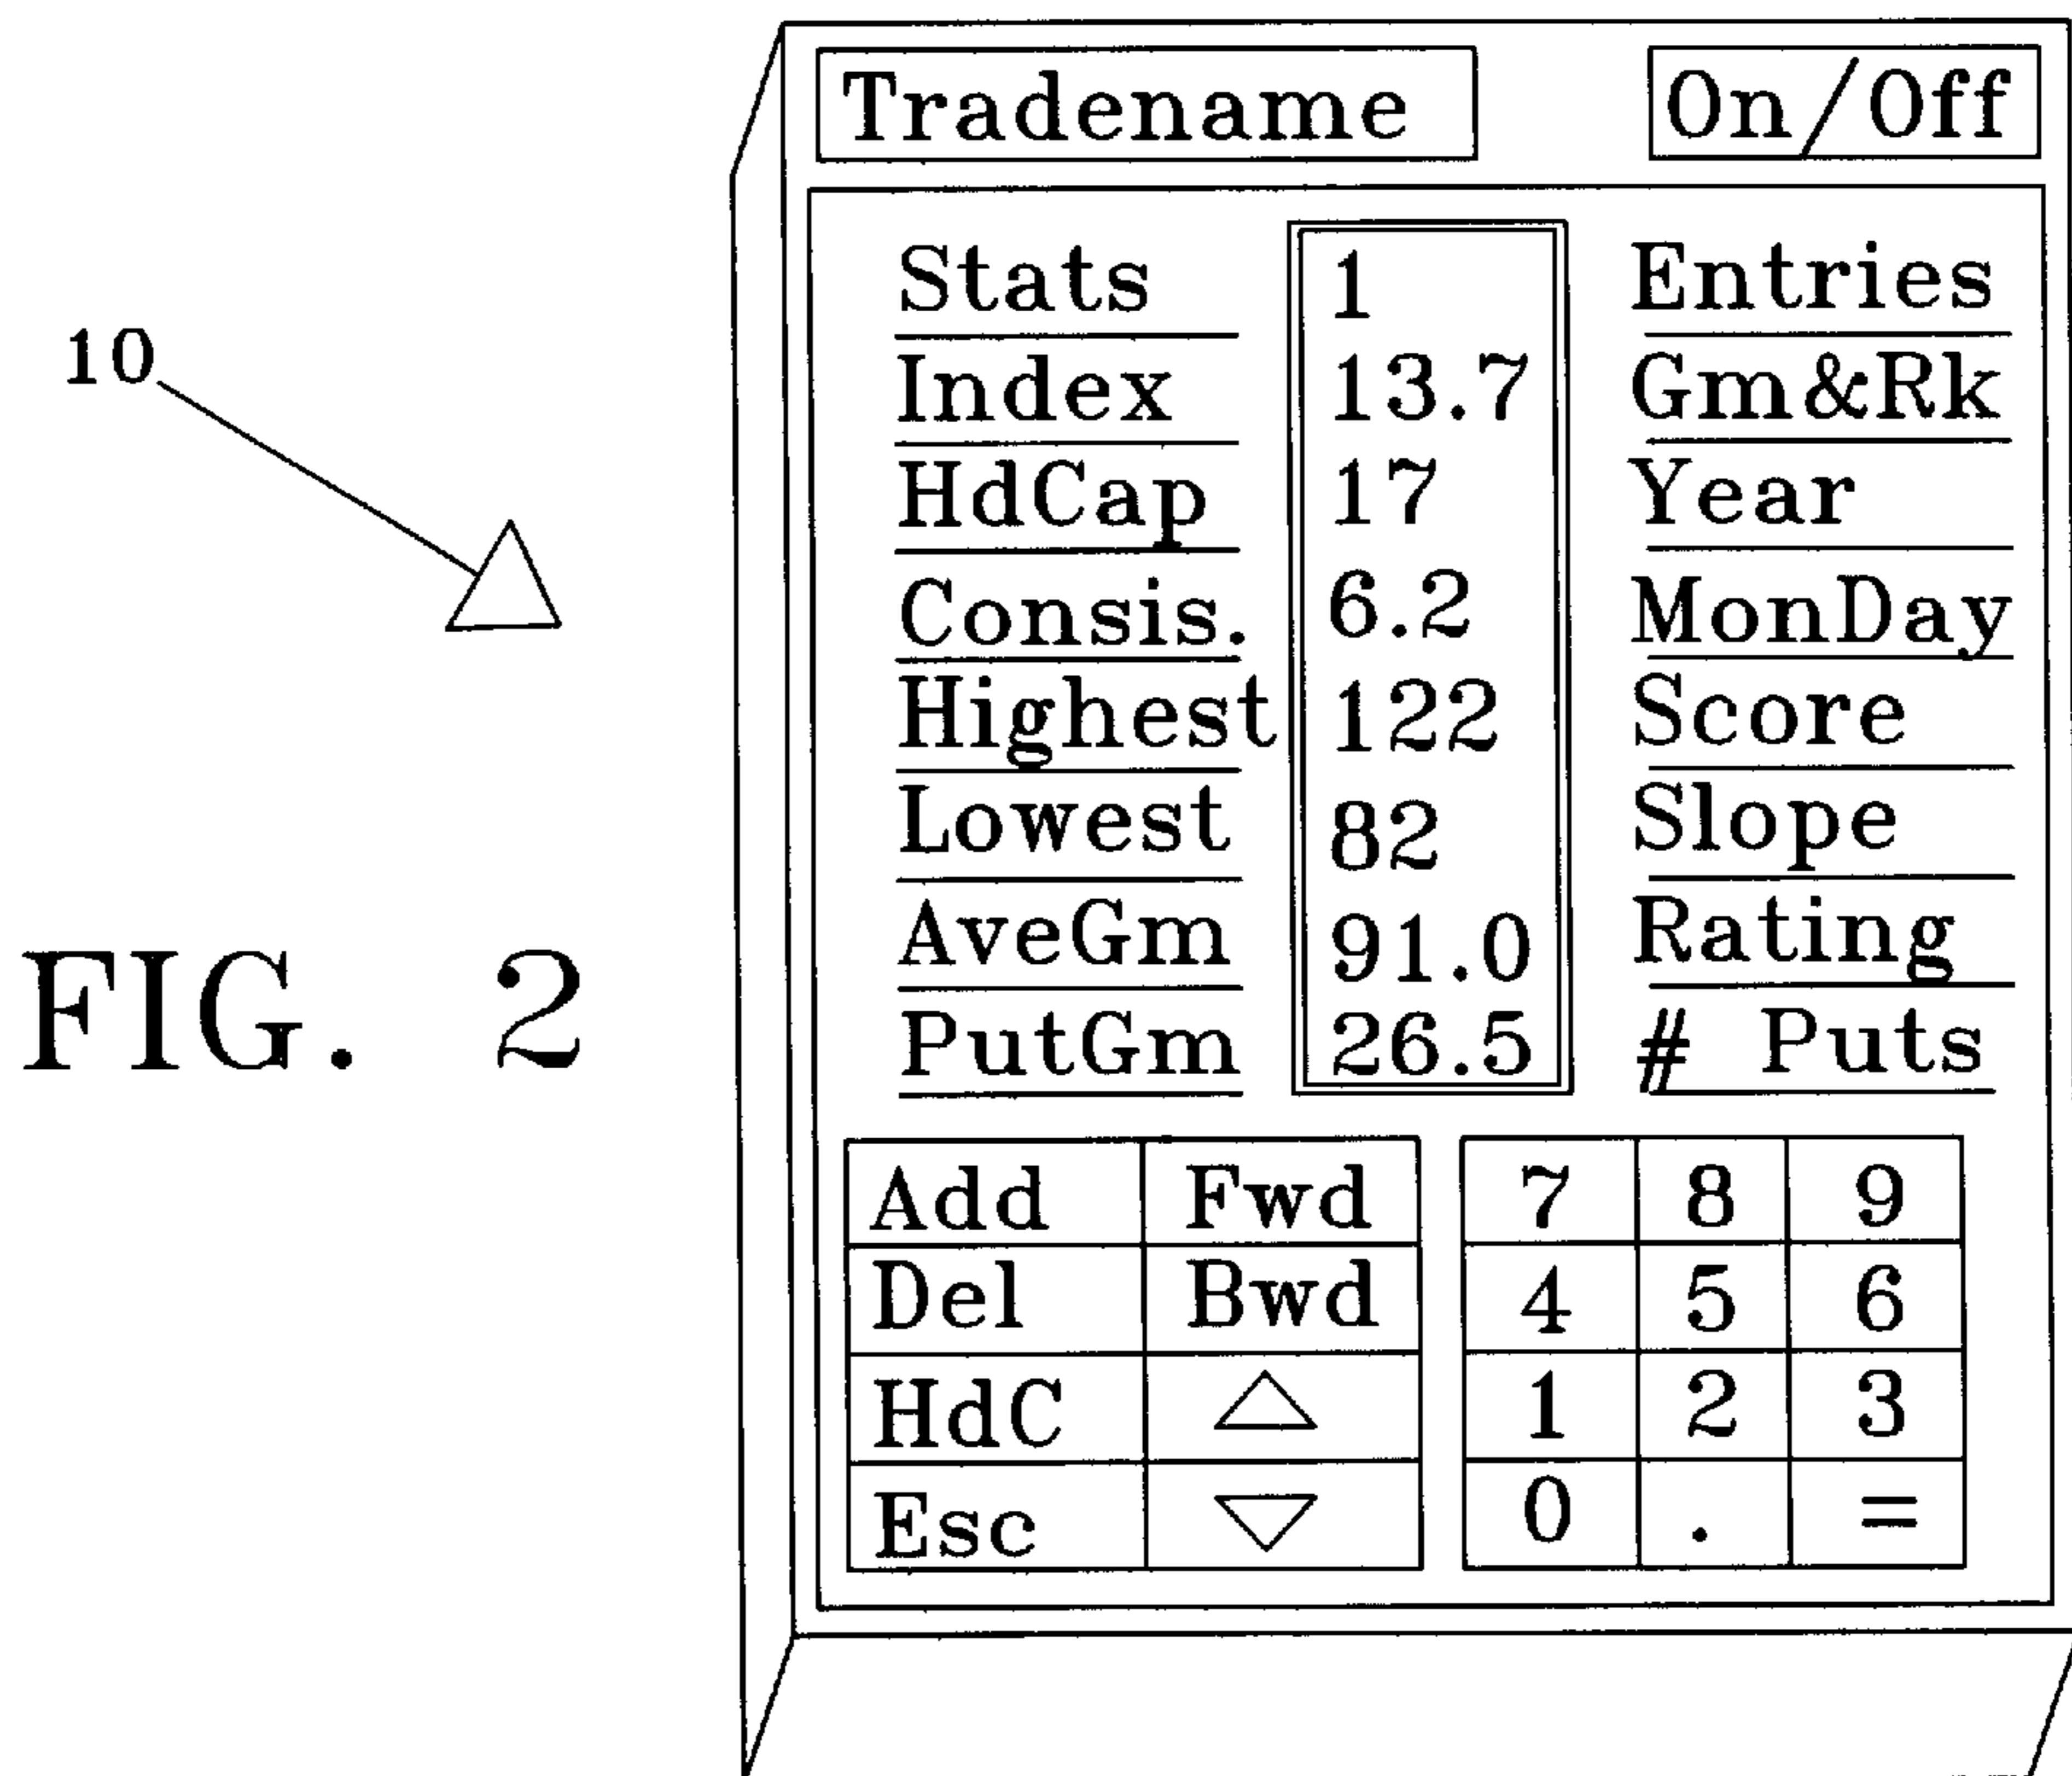 Tradename On/Off
Stats 1 Entries
Index 13.7 Gm&Rk
10
HdCap 17 Year
Consis. 6.2 MonDay
Highest 122 Score
Lowest 82 Slope
AveGm 91.0 Rating
FIG. 2
PutGm 26.5 # Puts
Add Fwd 7 8 9
Del Bwd 4 5 6
HdC 1 2 3
Esc 0 . =